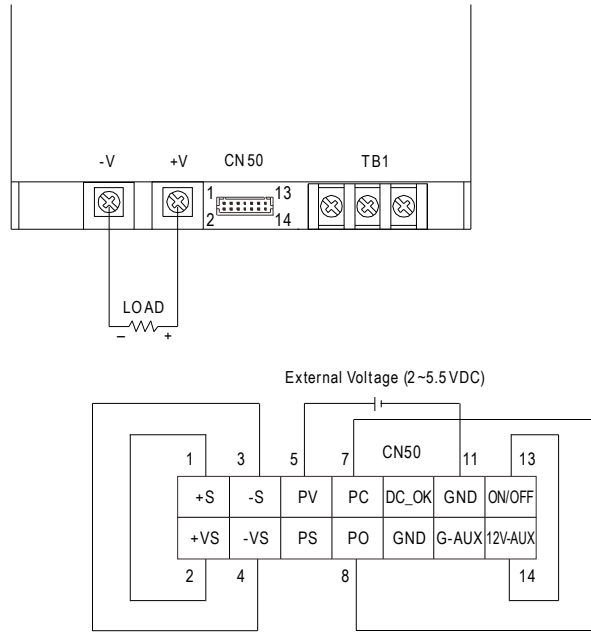 -V +V CN50 TB1
1 13
2 14
LOAD
– +
External Voltage (2~5.5VDC)
CN50
1 3 5 7 11 13
+S -S PV PC DC_OK GND ON/OFF
+VS -VS PS PO GND G-AUX 12V-AUX
2 4 8 14